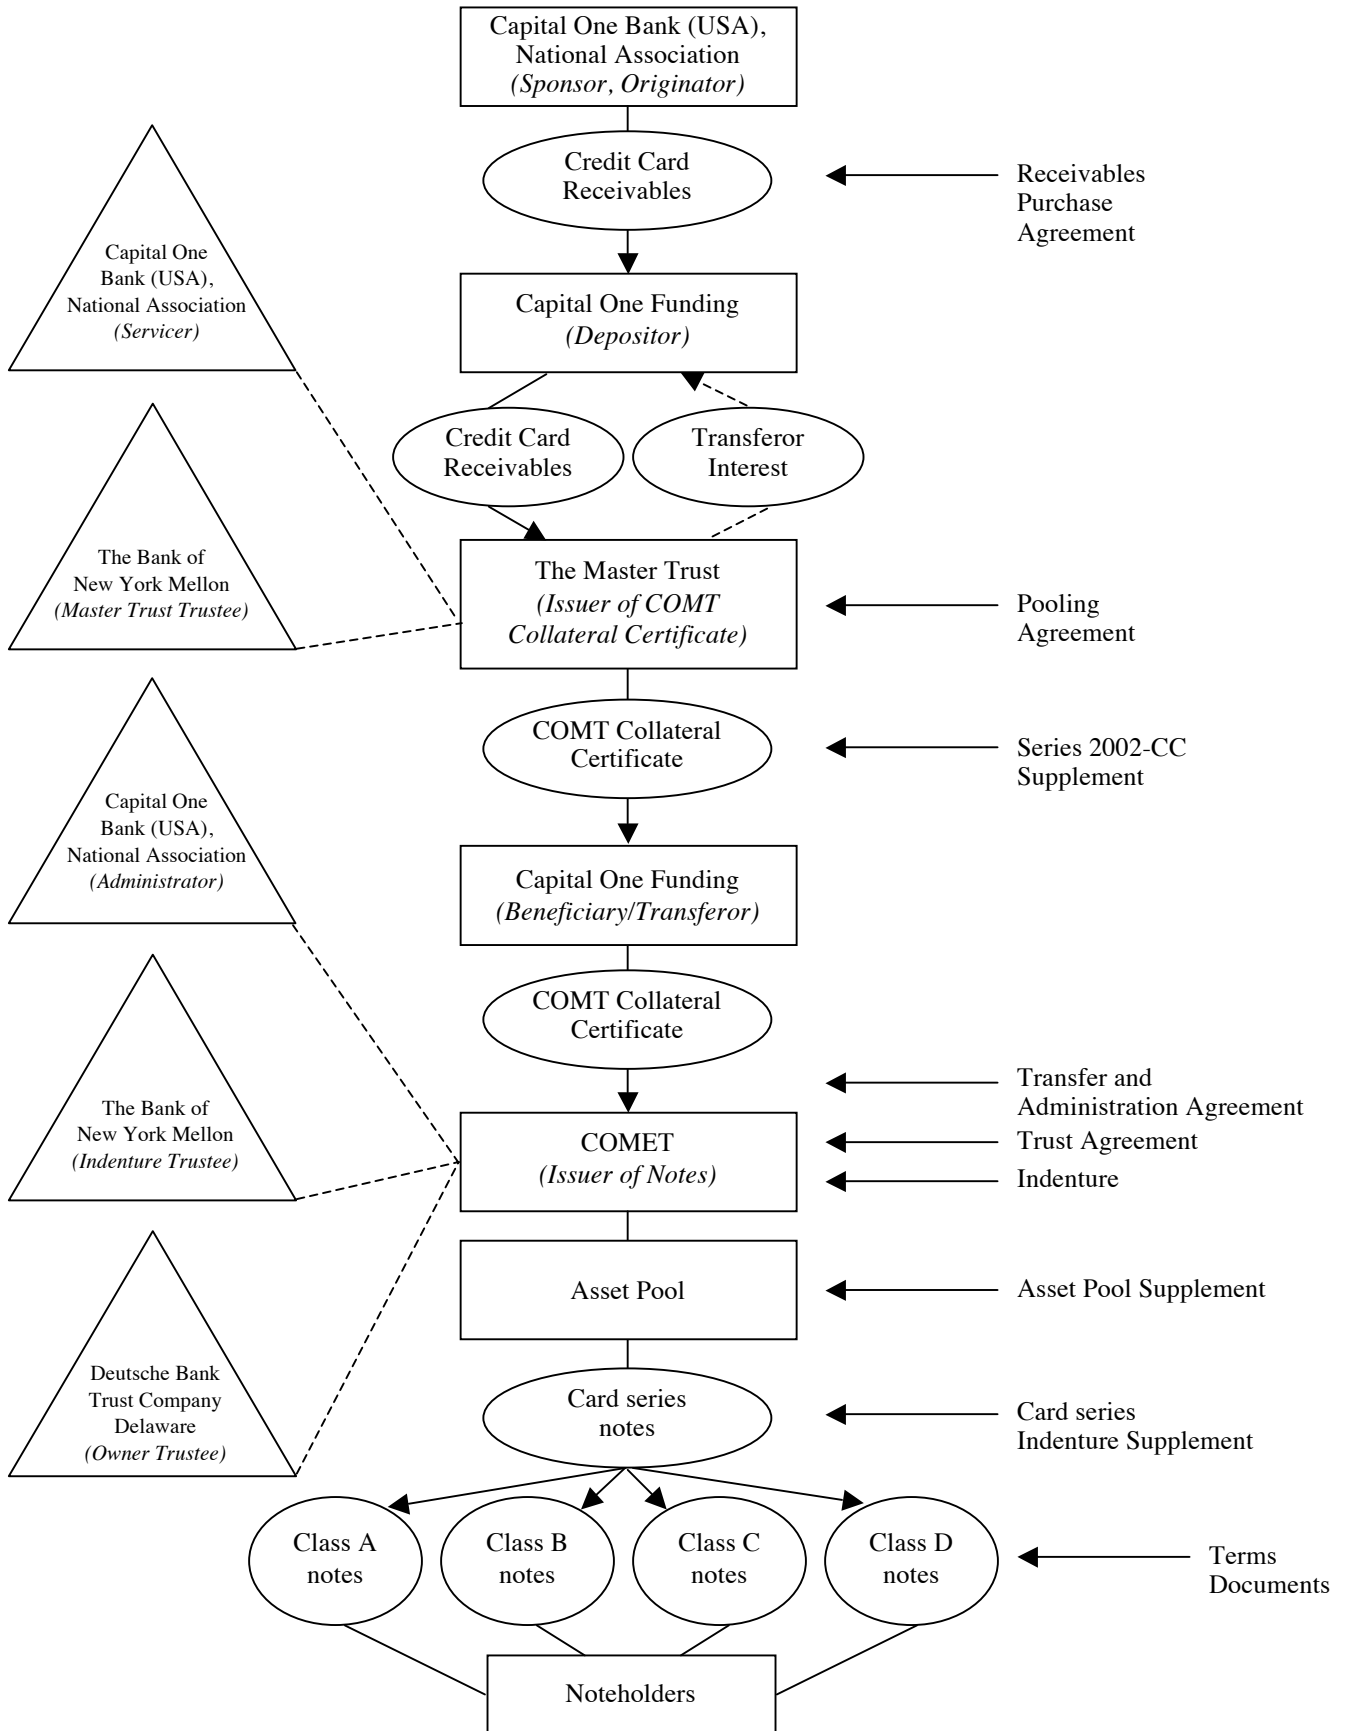 Capital One Bank (USA),
National Association
(Sponsor, Originator)
Credit Card
Receivables
Receivables
Purchase
Agreement
Capital One
Bank (USA),
National Association
(Servicer)
Capital One Funding
(Depositor)
Credit Card
Receivables
Transferor
Interest
The Bank of
New York Mellon
(Master Trust Trustee)
The Master Trust
(Issuer of COMT
Collateral Certificate)
Pooling
Agreement
COMT Collateral
Certificate
Series 2002-CC
Supplement
Capital One
Bank (USA),
National Association
(Administrator)
Capital One Funding
(Beneficiary/Transferor)
COMT Collateral
Certificate
The Bank of
New York Mellon
(Indenture Trustee)
Transfer and
Administration Agreement
Trust Agreement
Indenture
COMET
(Issuer of Notes)
Asset Pool
Asset Pool Supplement
Deutsche Bank
Trust Company
Delaware
(Owner Trustee)
Card series
notes
Card series
Indenture Supplement
Class A
notes
Class B
notes
Class C
notes
Class D
notes
Terms
Documents
Noteholders